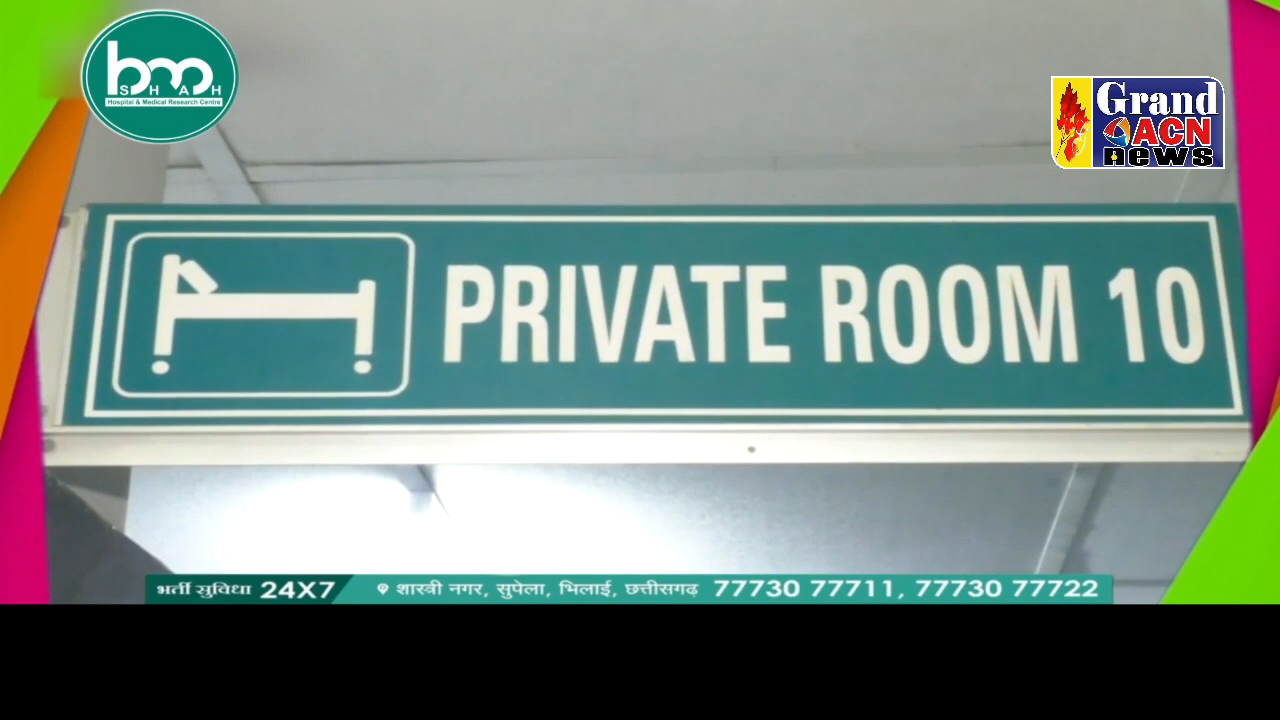 bm
SHAH
Hospital & Medical Research Centre
Grand
ACN
news
PRIVATE ROOM 10
भर्ती सुविधा 24X7
शास्त्री नगर, सुपेला, भिलाई, छत्तीसगढ़ 77730 77711, 77730 77722